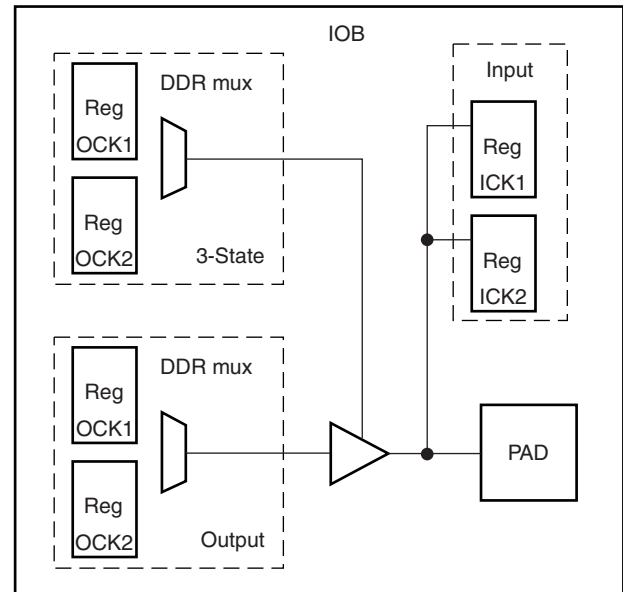 IOB
DDR mux
Reg
OCK1
Reg
OCK2
3-State
Input
Reg
ICK1
Reg
ICK2
DDR mux
Reg
OCK1
Reg
OCK2
Output
PAD